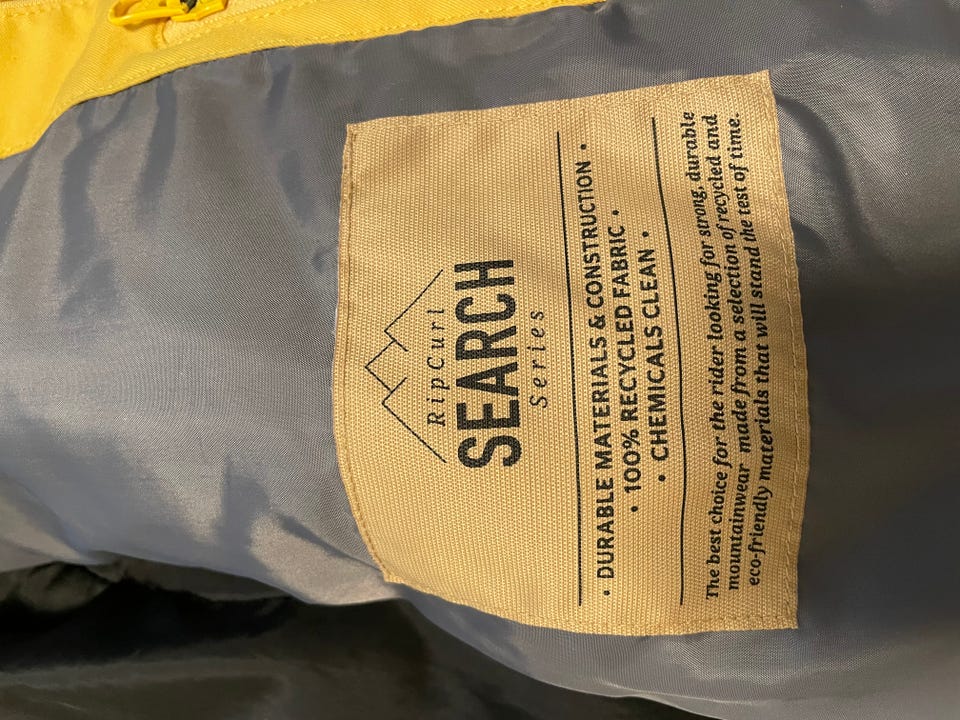 RipCurl
SEARCH
Series
• DURABLE MATERIALS & CONSTRUCTION •
• 100% RECYCLED FABRIC •
• CHEMICALS CLEAN •
The best choice for the rider looking for strong, durable
mountainwear made from a selection of recycled and
eco-friendly materials that will stand the test of time.